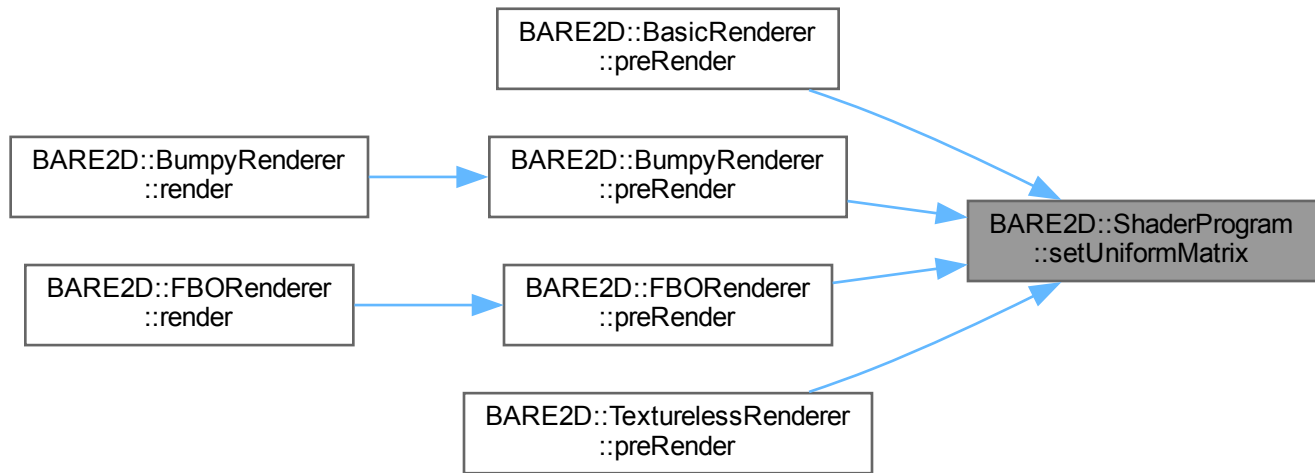 BARE2D::BasicRenderer
::preRender
BARE2D::BumpyRenderer
::render
BARE2D::BumpyRenderer
::preRender
BARE2D::ShaderProgram
::setUniformMatrix
BARE2D::FBORenderer
::render
BARE2D::FBORenderer
::preRender
BARE2D::TexturelessRenderer
::preRender